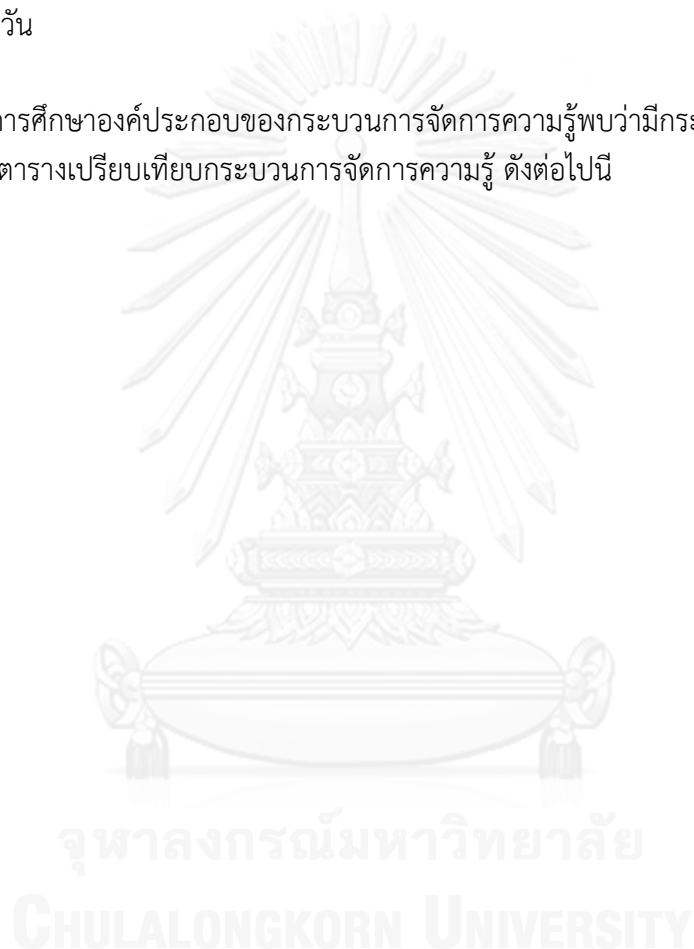 วัน
การศึกษาองค์ประกอบของกระบวนการจัดการความรู้พบว่ามีกระ
ตารางเปรียบเทียบกระบวนการจัดการความรู้ ดังต่อไปนี
จุฬาลงกรณ์มหาวิทยาลัย
CHULALONGKORN UNIVERSITY